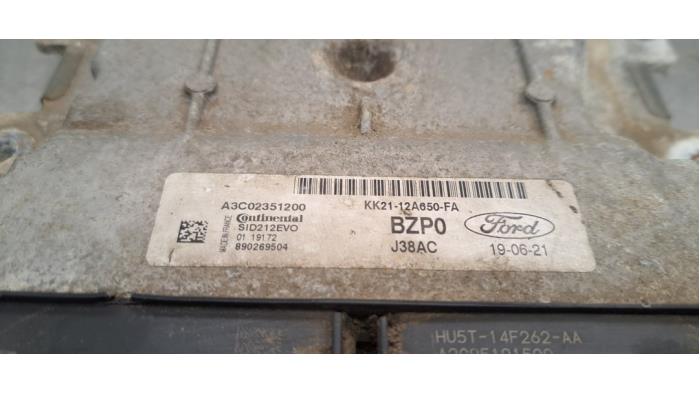 A3C02351200
KK21-12A650-FA
Continental
SID212EVO
01 19172
890269504
MADE IN FRANCE
BZP0
J38AC
Ford
19-06-21
HU5T-14F262-AA